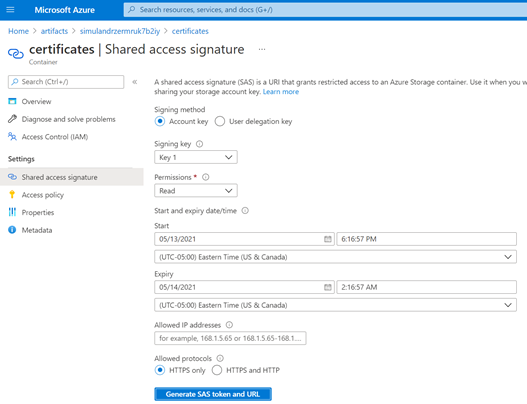 Microsoft Azure
Search resources, services, and docs (G+/)
Home > artifacts > simulandrzermruk7b2iy > certificates
certificates | Shared access signature ...
Container
Search (Ctrl+/)
«
Overview
Diagnose and solve problems
Access Control (IAM)
Settings
Shared access signature
Access policy
Properties
Metadata
A shared access signature (SAS) is a URI that grants restricted access to an Azure Storage container. Use it when you w
sharing your storage account key. Learn more
Signing method
Account key User delegation key
Signing key
Key 1
Permissions *
Read
Start and expiry date/time
Start
05/13/2021 6:16:57 PM
(UTC-05:00) Eastern Time (US & Canada)
Expiry
05/14/2021 2:16:57 AM
(UTC-05:00) Eastern Time (US & Canada)
Allowed IP addresses
for example, 168.1.5.65 or 168.1.5.65-168.1....
Allowed protocols
HTTPS only HTTPS and HTTP
Generate SAS token and URL